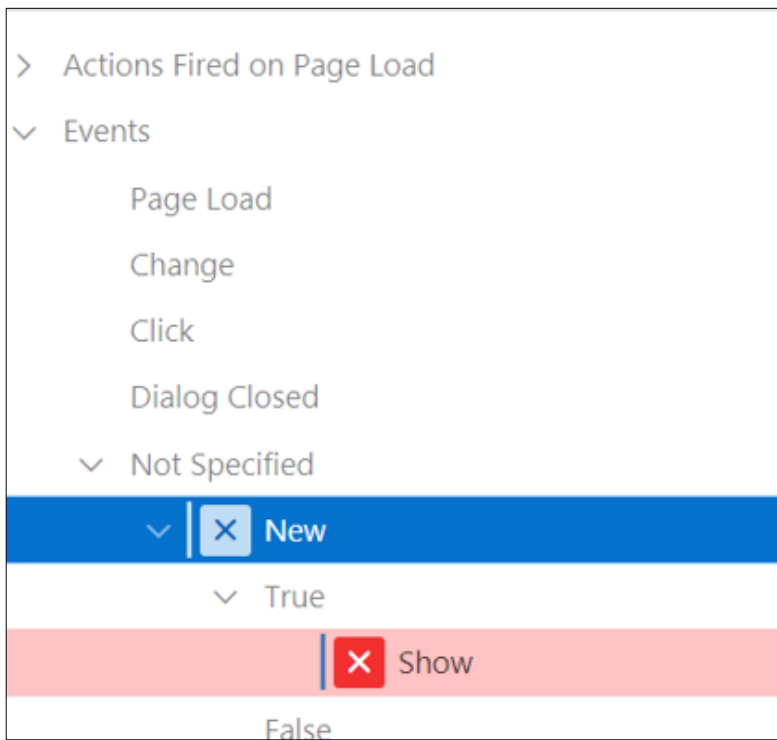 Actions Fired on Page Load
Events
Page Load
Change
Click
Dialog Closed
Not Specified
New
True
Show
False